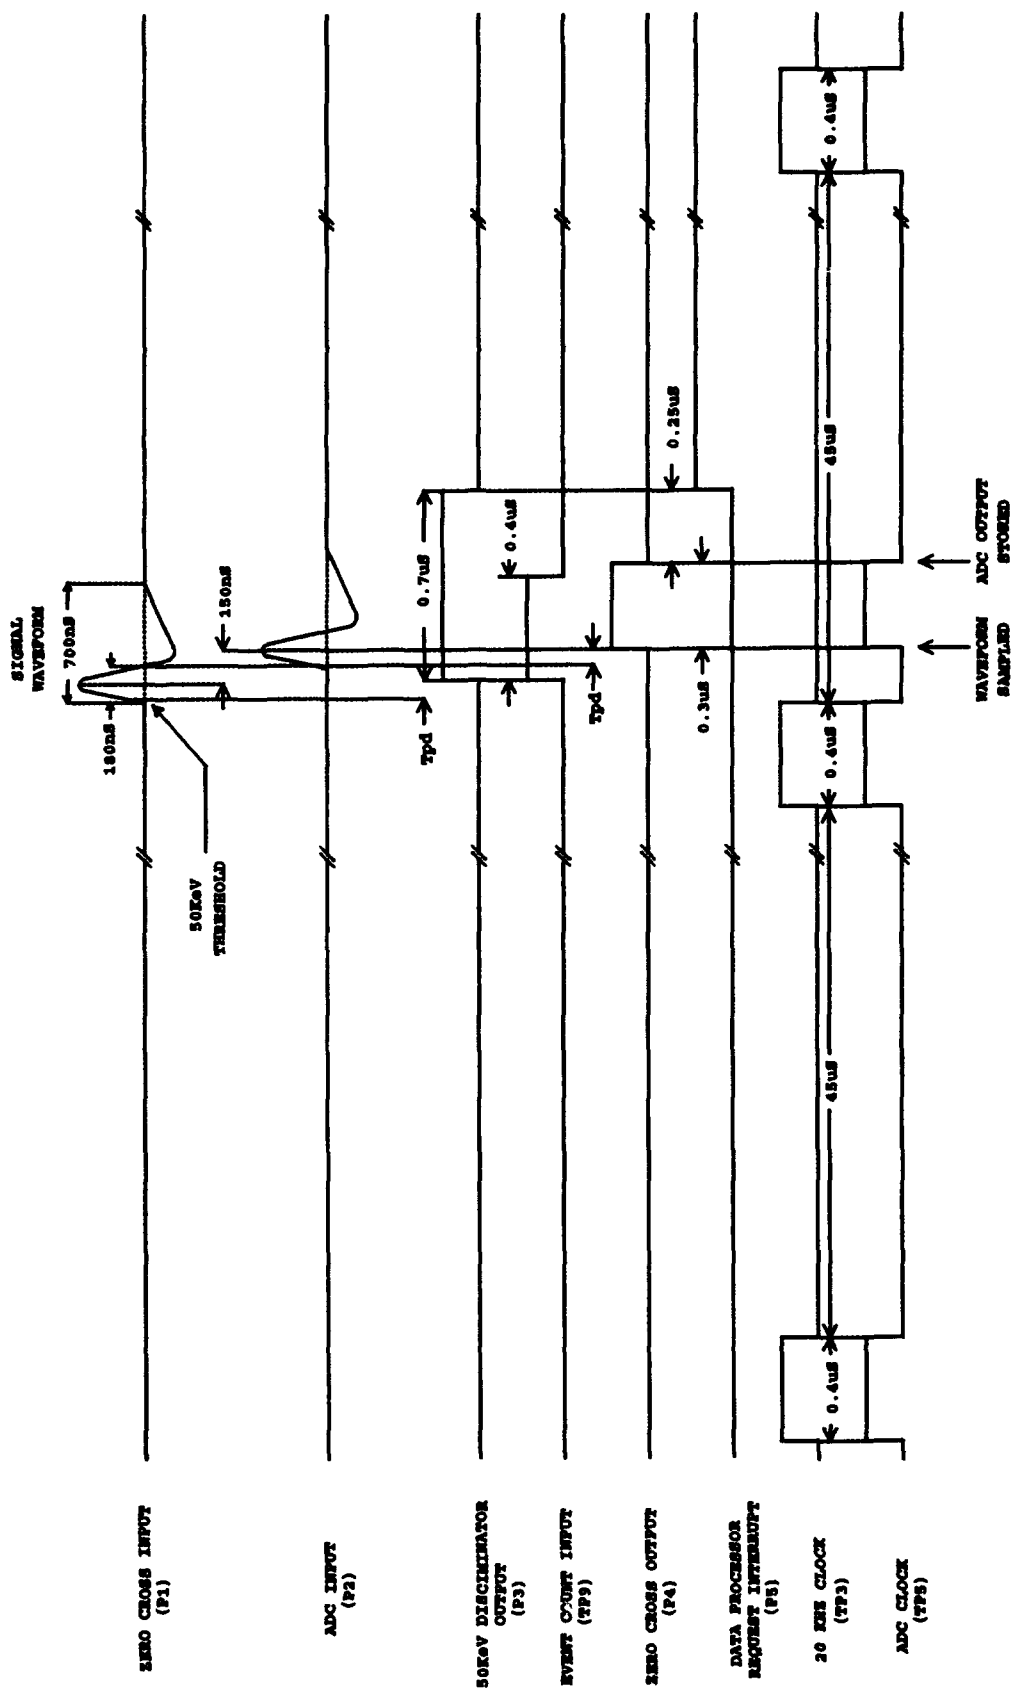 SIGNAL
WAVEFORM
700nS
180nS
50KeV
THRESHOLD
150nS
0.7uS
Tpd
0.4uS
Tpd
0.25uS
0.3uS
0.4uS
45uS
0.4uS
45uS
0.4uS
WAVEFORM
SAMPLED
ADC OUTPUT
STORED
ZERO CROSS INPUT
(P1)
ADC INPUT
(P2)
50KeV DISCIMINATOR
OUTPUT
(P3)
EVENT COUNT INPUT
(TP9)
ZERO CROSS OUTPUT
(P4)
DATA PROCESSOR
REQUEST INTERRUPT
(P5)
20 KHZ CLOCK
(TP3)
ADC CLOCK
(TP5)